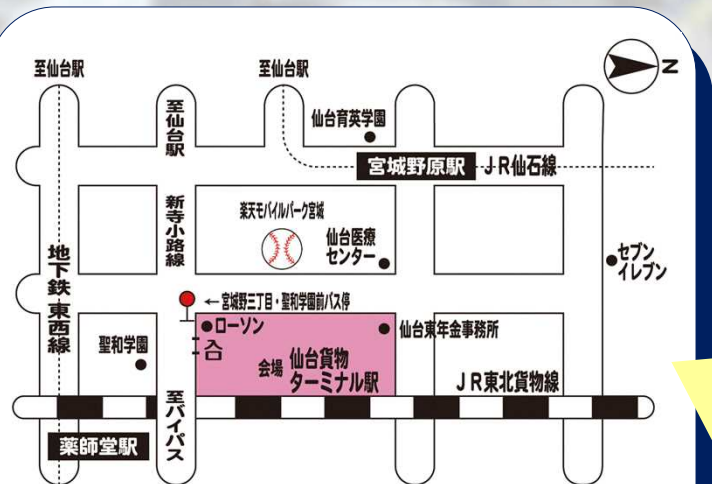 至仙台駅
至仙台駅
N
至仙台駅
仙台育英学園
宮城野原駅
JR仙石線
新寺小路線
楽天モバイルパーク宮城
仙台医療
センター
地下鉄 東西線
セブン
イレブン
←宮城野三丁目・聖和学園前バス停
ローソン
仙台東年金事務所
聖和学園
入口
会場
仙台貨物
ターミナル駅
JR東北貨物線
至バイパス
薬師堂駅